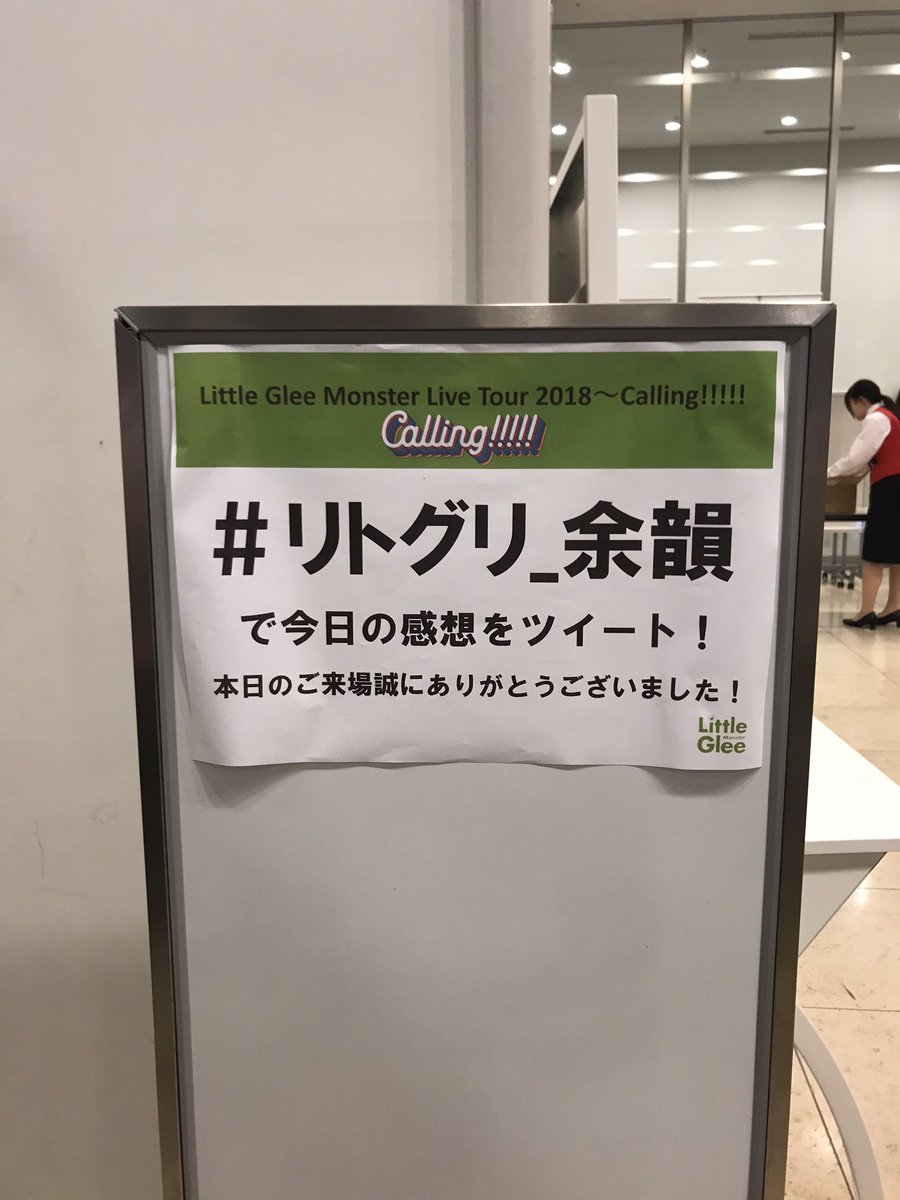 Little Glee Monster Live Tour 2018～Calling!!!!!
Calling!!!!!
#リトグリ_余韻
で今日の感想をツイート！
本日のご来場誠にありがとうございました！
Little
Monster
Glee